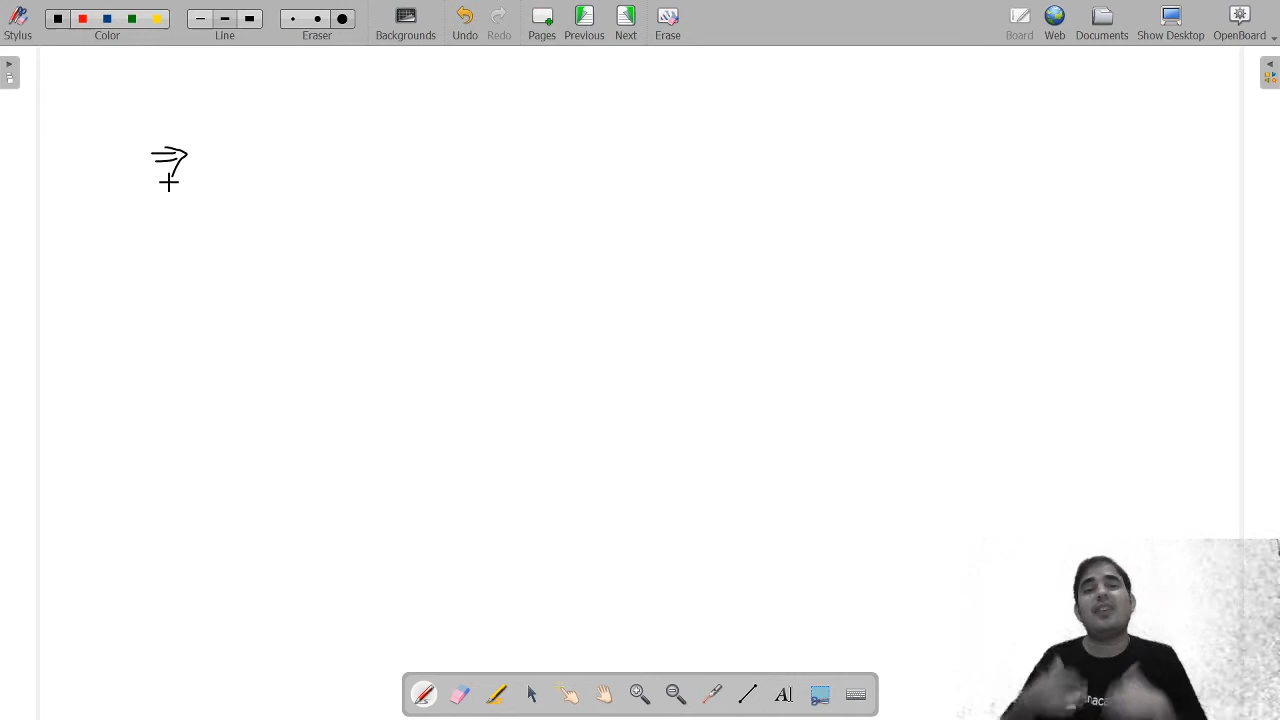 Stylus
Color
Line
Eraser
Backgrounds
Undo
Redo
Pages
Previous
Next
Erase
Board
Web
Documents
Show Desktop
OpenBoard
⇒